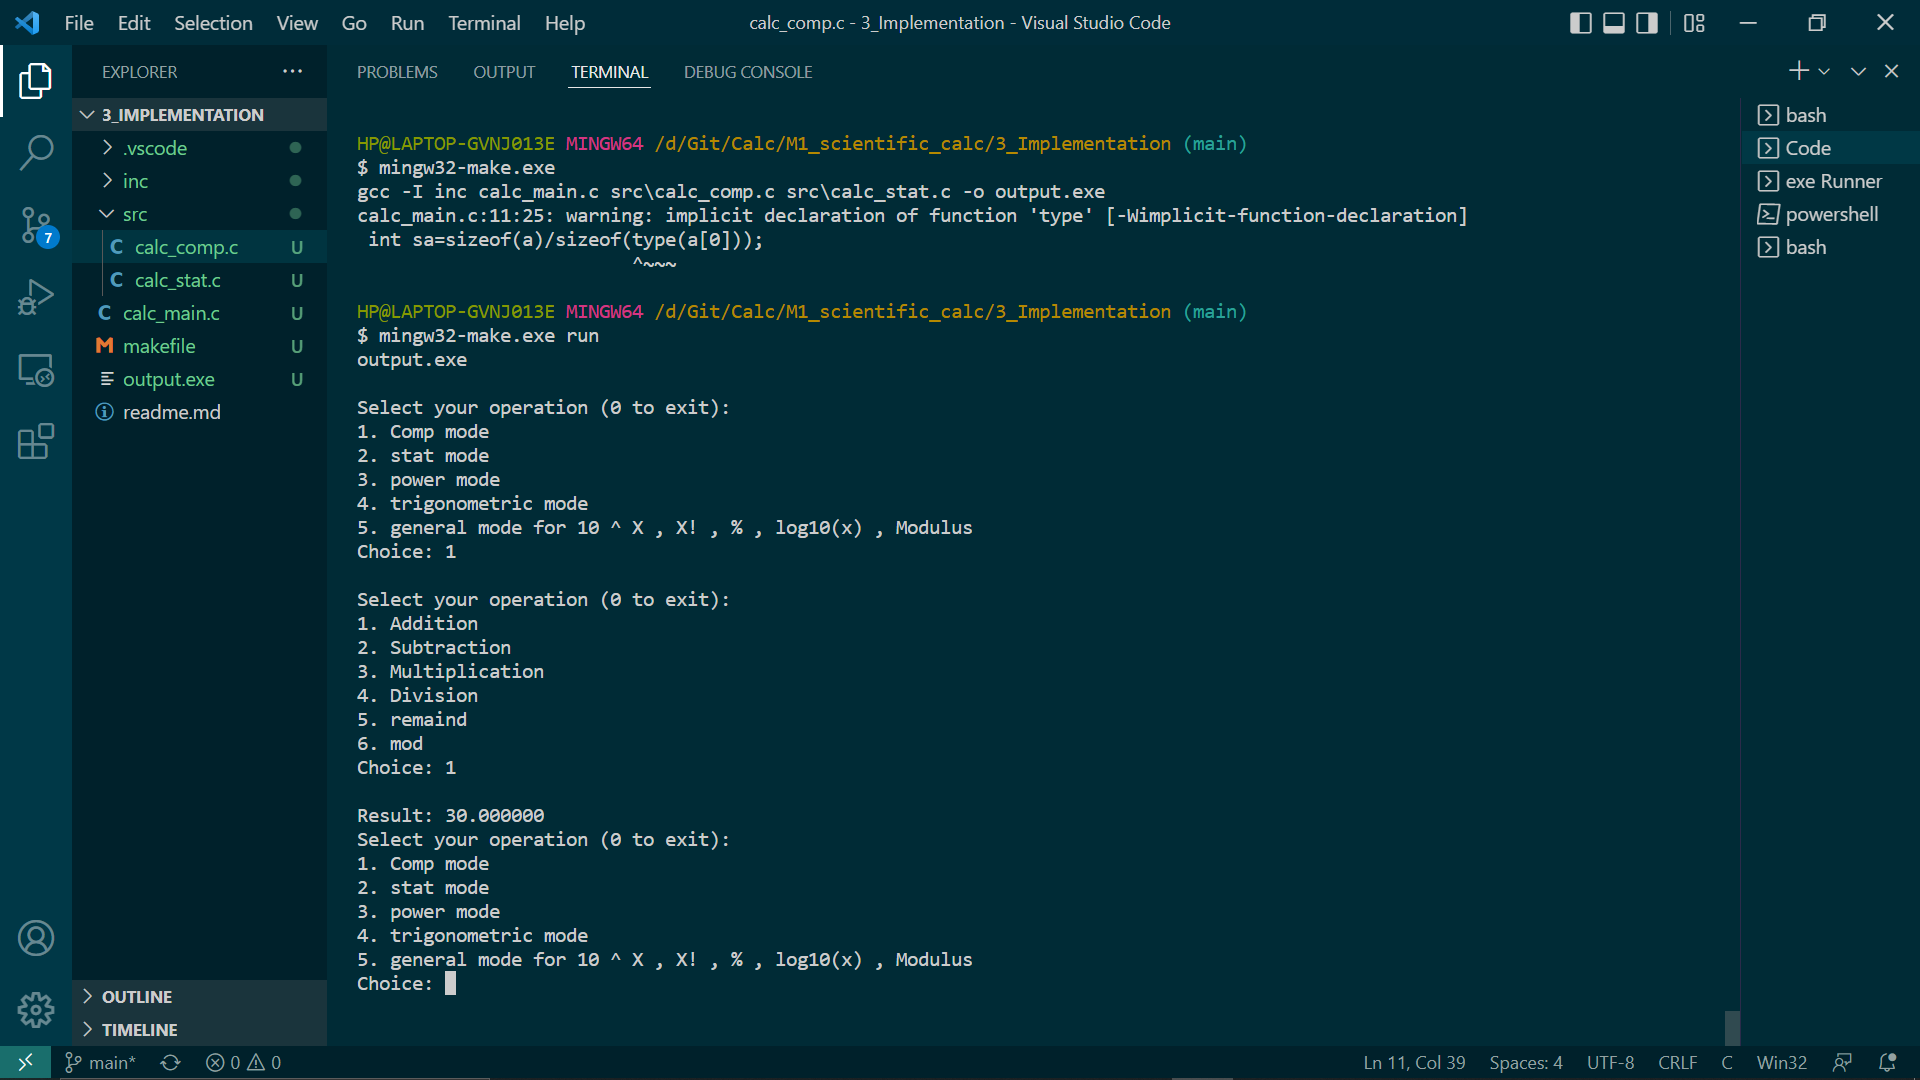 File Edit Selection View Go Run Terminal Help
calc_comp.c - 3_Implementation - Visual Studio Code
EXPLORER
3_IMPLEMENTATION
.vscode
inc
src
calc_comp.c U
calc_stat.c U
calc_main.c U
makefile U
output.exe U
readme.md
7
OUTLINE
TIMELINE
PROBLEMS OUTPUT TERMINAL DEBUG CONSOLE
HP@LAPTOP-GVNJ013E MINGW64 /d/Git/Calc/M1_scientific_calc/3_Implementation (main)
$ mingw32-make.exe
gcc -I inc calc_main.c src\calc_comp.c src\calc_stat.c -o output.exe
calc_main.c:11:25: warning: implicit declaration of function 'type' [-Wimplicit-function-declaration]
int sa=sizeof(a)/sizeof(type(a[0]));
^~~~
HP@LAPTOP-GVNJ013E MINGW64 /d/Git/Calc/M1_scientific_calc/3_Implementation (main)
$ mingw32-make.exe run
output.exe
Select your operation (0 to exit):
1. Comp mode
2. stat mode
3. power mode
4. trigonometric mode
5. general mode for 10 ^ X , X! , % , log10(x) , Modulus
Choice: 1
Select your operation (0 to exit):
1. Addition
2. Subtraction
3. Multiplication
4. Division
5. remaind
6. mod
Choice: 1
Result: 30.000000
Select your operation (0 to exit):
1. Comp mode
2. stat mode
3. power mode
4. trigonometric mode
5. general mode for 10 ^ X , X! , % , log10(x) , Modulus
Choice:
bash
Code
exe Runner
powershell
bash
main* 0 0
Ln 11, Col 39 Spaces: 4 UTF-8 CRLF C Win32